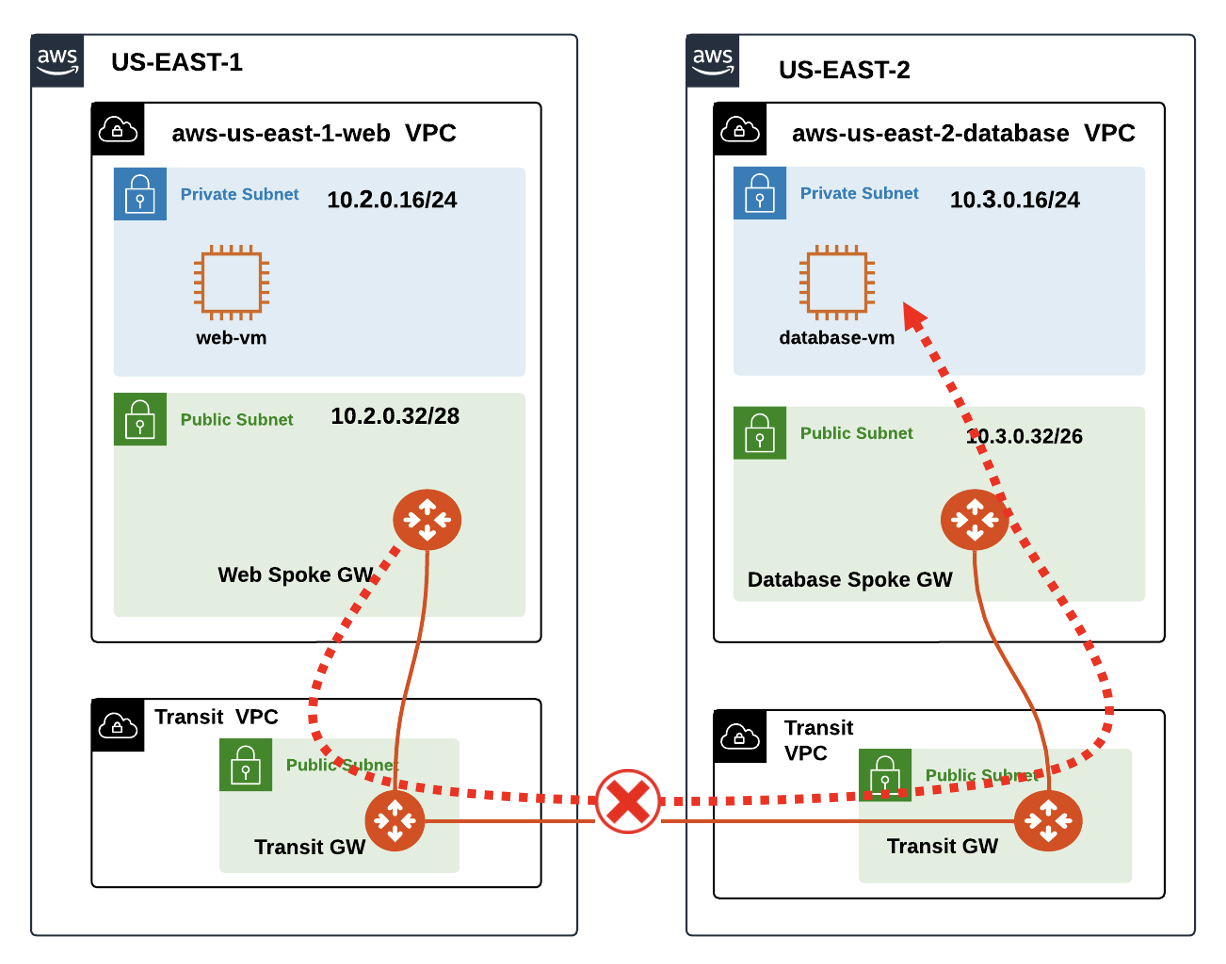 aws
US-EAST-1
aws-us-east-1-web VPC
Private Subnet
10.2.0.16/24
web-vm
Public Subnet
10.2.0.32/28
Web Spoke GW
Transit VPC
Public Subnet
Transit GW
aws
US-EAST-2
aws-us-east-2-database VPC
Private Subnet
10.3.0.16/24
database-vm
Public Subnet
10.3.0.32/26
Database Spoke GW
Transit
VPC
Public Subnet
Transit GW